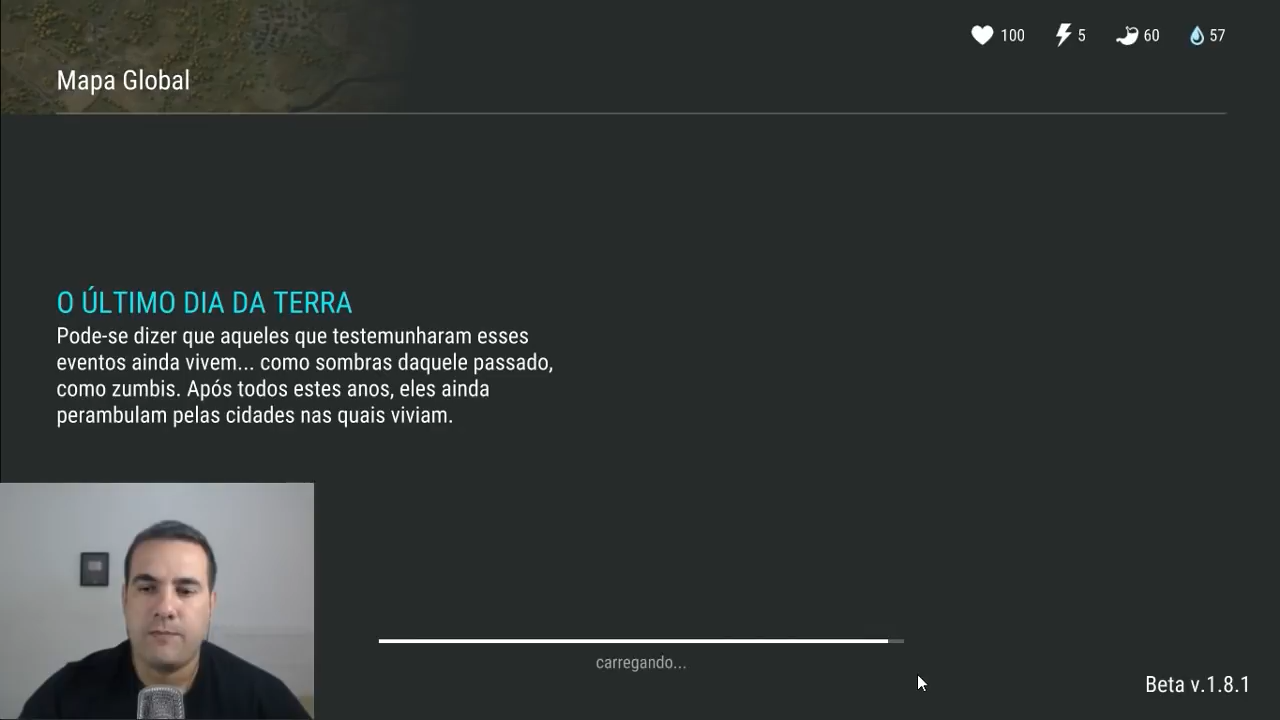 100 5 60 57
Mapa Global
O ÚLTIMO DIA DA TERRA
Pode-se dizer que aqueles que testemunharam esses
eventos ainda vivem... como sombras daquele passado,
como zumbis. Após todos estes anos, eles ainda
perambulam pelas cidades nas quais viviam.
carregando...
Beta v.1.8.1